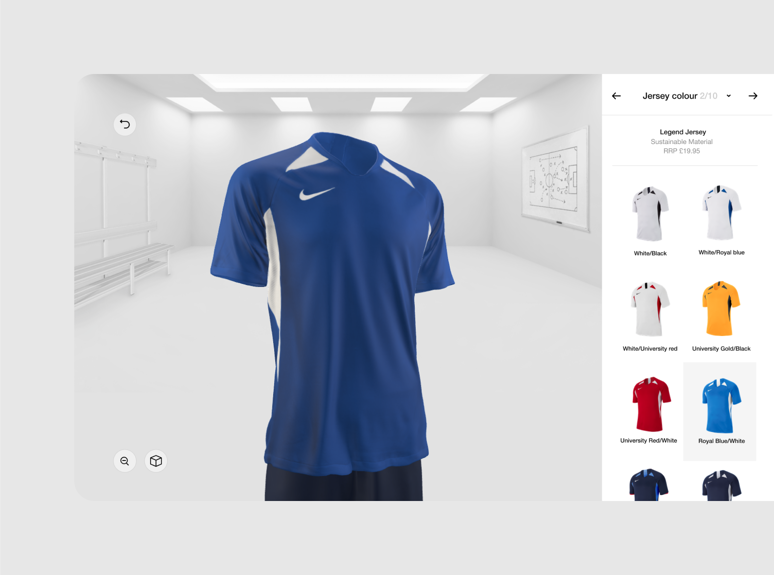 Jersey colour 2/10
Legend Jersey
Sustainable Material
RRP £19.95
White/Black
White/Royal blue
White/University red
University Gold/Black
University Red/White
Royal Blue/White